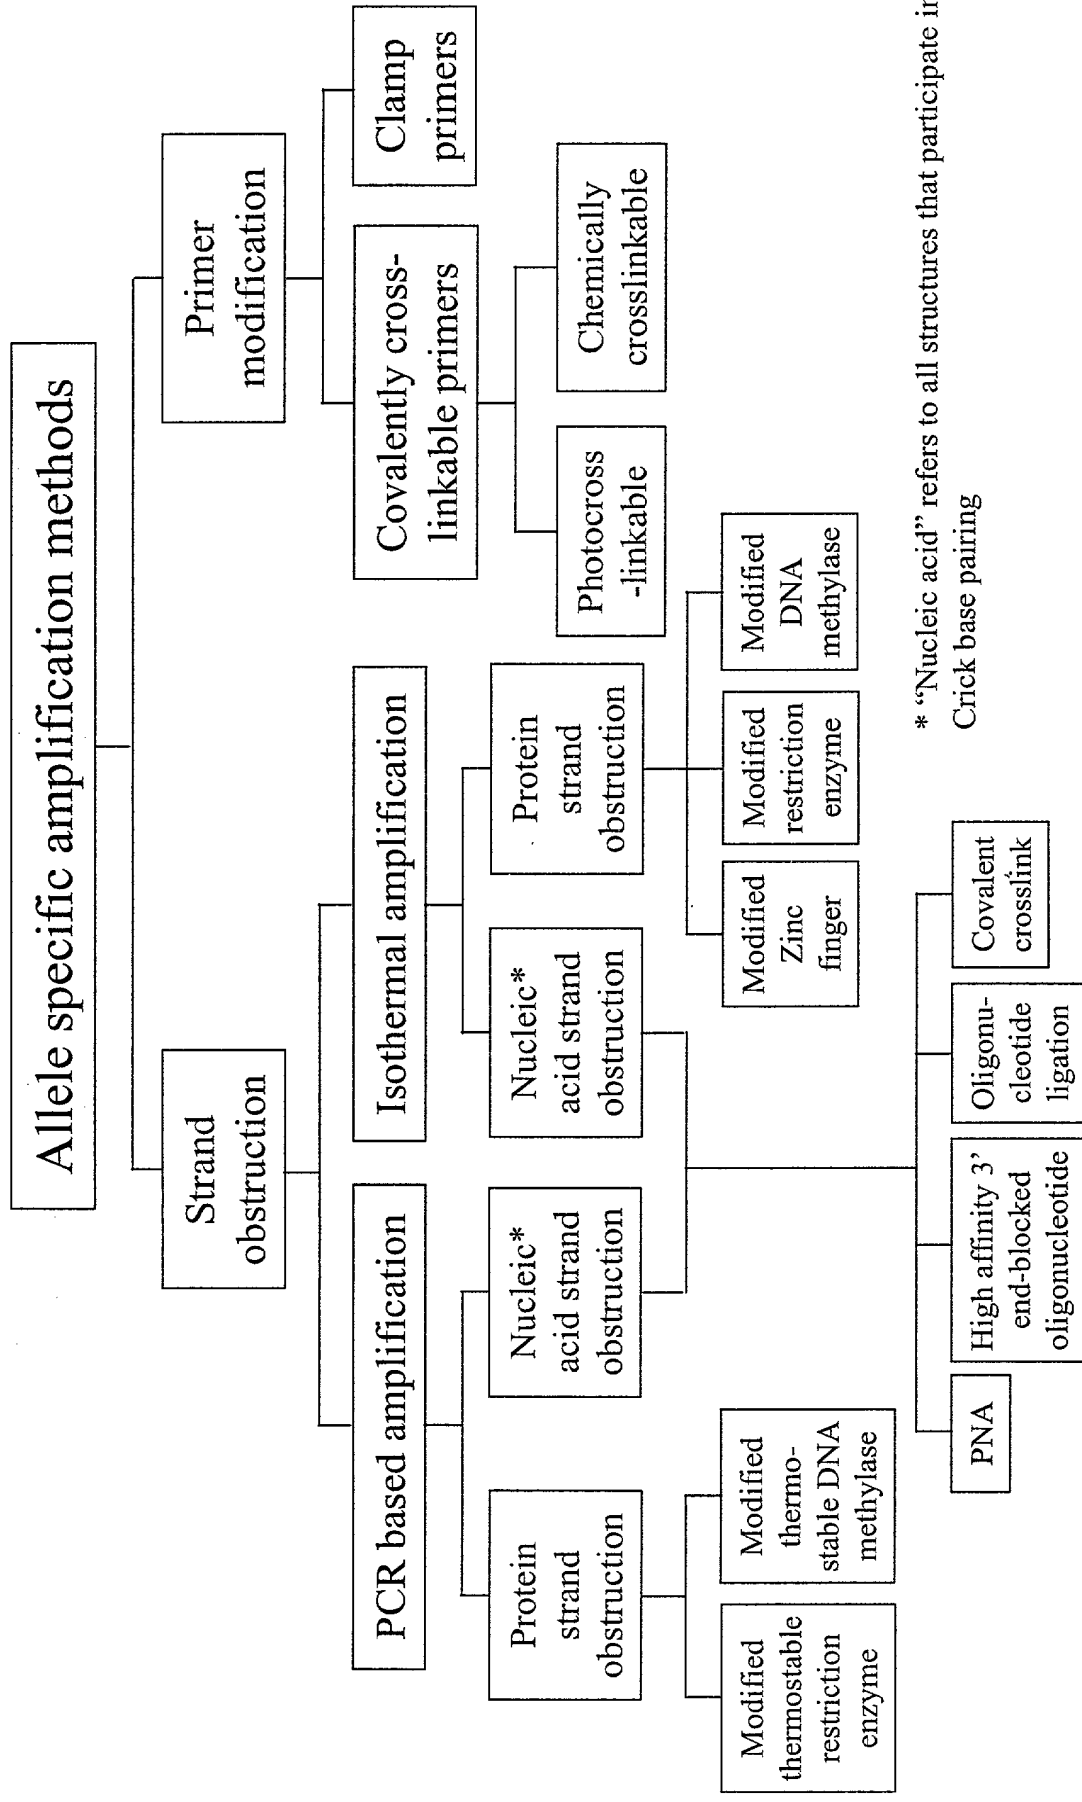 Allele specific amplification methods
Strand
obstruction
Primer
modification
PCR based amplification
Isothermal amplification
Covalently cross-
linkable primers
Clamp
primers
Protein
strand
obstruction
Nucleic*
acid strand
obstruction
Nucleic*
acid strand
obstruction
Protein
strand
obstruction
Photocross
-linkable
Chemically
crosslinkable
Modified
thermostable
restriction
enzyme
Modified
thermo-
stable DNA
methylase
Modified
Zinc
finger
Modified
restriction
enzyme
Modified
DNA
methylase
PNA
High affinity 3’
end-blocked
oligonucleotide
Oligonu-
cleotide
ligation
Covalent
crosslink
* “Nucleic acid” refers to all structures that participate in
Crick base pairing